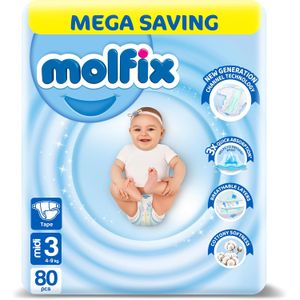 MEGA SAVING
molfix
NEW GENERATION
CHANNEL TECHNOLOGY
3X QUICK ABSORPTION
BREATHABLE LAYERS
COTTONY SOFTNESS
Tape
midi
3
4-9 kg
80
pcs